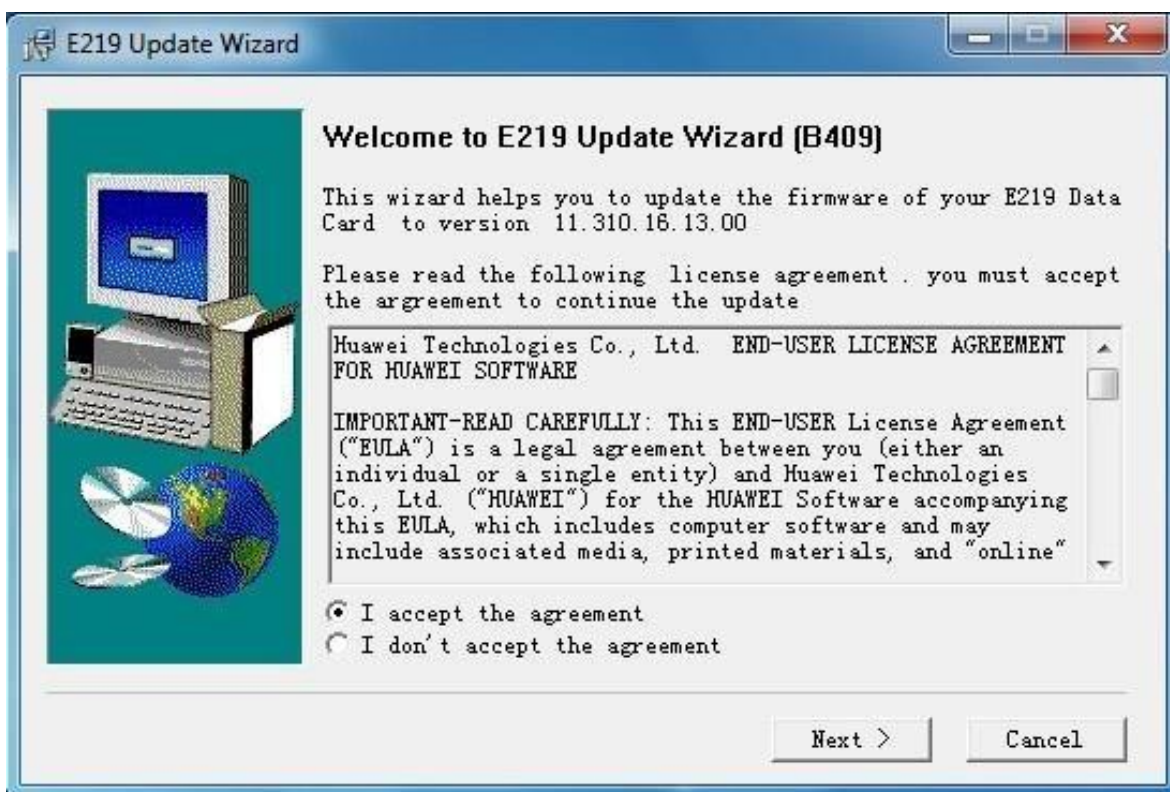 E219 Update Wizard
Welcome to E219 Update Wizard (B409)
This wizard helps you to update the firmware of your E219 Data
Card  to version  11.310.16.13.00
Please read the following  license agreement . you must accept
the argreement to continue the update
Huawei Technologies Co., Ltd.  END-USER LICENSE AGREEMENT
FOR HUAWEI SOFTWARE
IMPORTANT-READ CAREFULLY: This END-USER License Agreement
("EULA") is a legal agreement between you (either an
individual or a single entity) and Huawei Technologies
Co., Ltd. ("HUAWEI") for the HUAWEI Software accompanying
this EULA, which includes computer software and may
include associated media, printed materials, and "online"
I accept the agreement
I don't accept the agreement
Next >
Cancel